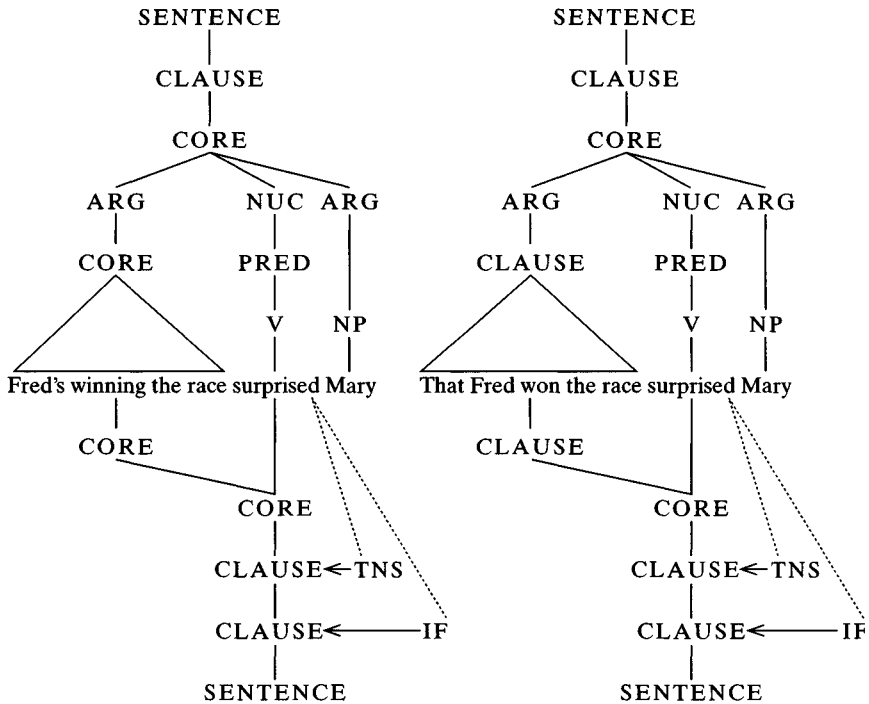 SENTENCE SENTENCE
CLAUSE CLAUSE
CORE CORE
ARG NUC ARG ARG NUC ARG
CORE PRED CLAUSE PRED
V NP V NP
Fred's winning the race surprised Mary That Fred won the race surprised Mary
CORE CLAUSE
CORE CORE
CLAUSE TNS CLAUSE TNS
CLAUSE IF CLAUSE IF
SENTENCE SENTENCE